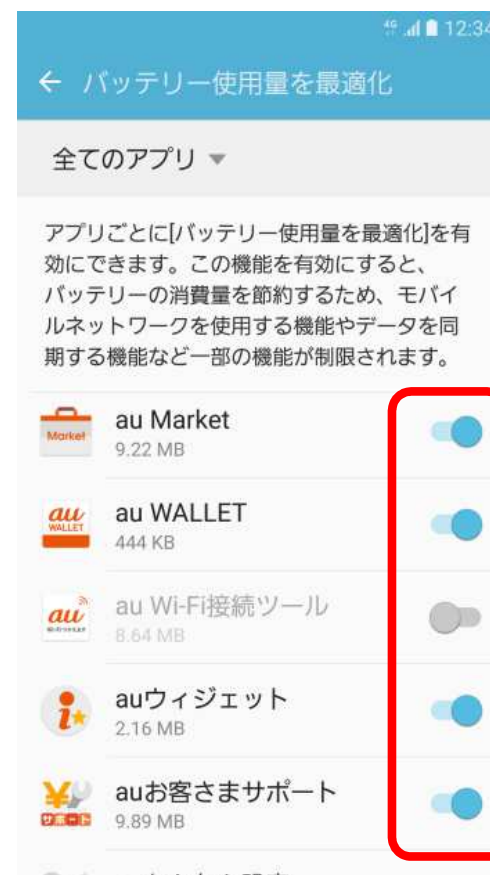 4G 12:34
バッテリー使用量を最適化
全てのアプリ
アプリごとに[バッテリー使用量を最適化]を有
効にできます。この機能を有効にすると、
バッテリーの消費量を節約するため、モバイ
ルネットワークを使用する機能やデータを同
期する機能など一部の機能が制限されます。
Market
au Market
9.22 MB
au
WALLET
au WALLET
444 KB
au
au Wi-Fi接続ツール
8.64 MB
auウィジェット
2.16 MB
サポート
auお客さまサポート
9.89 MB